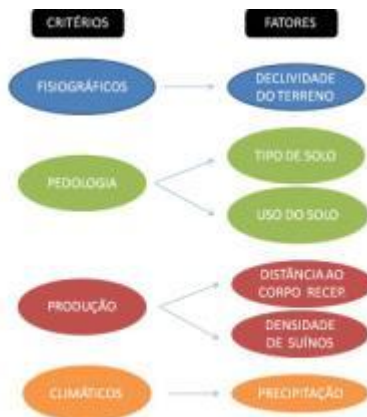 CRITÉRIOS
FATORES
FISIOGRÁFICOS
DECLIVIDADE
DO TERRENO
PEDOLOGIA
TIPO DE SOLO
USO DO SOLO
PRODUÇÃO
DISTÂNCIA AO
CORPO RECEP.
DENSIDADE
DE SUÍNOS
CLIMÁTICOS
PRECIPITAÇÃO